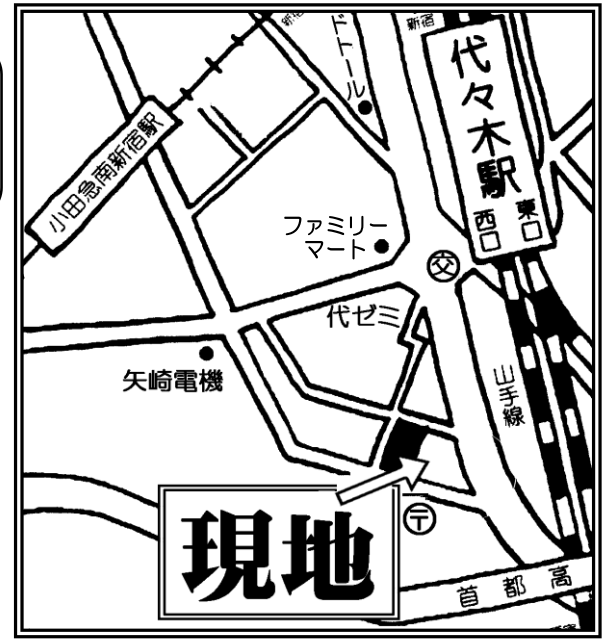 新宿
代々木駅
西口
東口
ドトール
小田急南新宿駅
ファミリー
マート
交
代ゼミ
矢崎電機
山手線
現地
〒
首都高